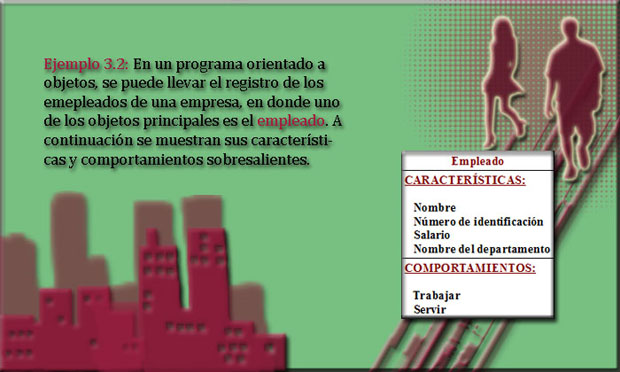 Ejemplo 3.2: En un programa orientado a
objetos, se puede llevar el registro de los
emepleados de una empresa, en donde uno
de los objetos principales es el empleado. A
continuación se muestran sus característi-
cas y comportamientos sobresalientes.
Empleado
CARACTERÍSTICAS:
Nombre
Número de identificación
Salario
Nombre del departamento
COMPORTAMIENTOS:
Trabajar
Servir